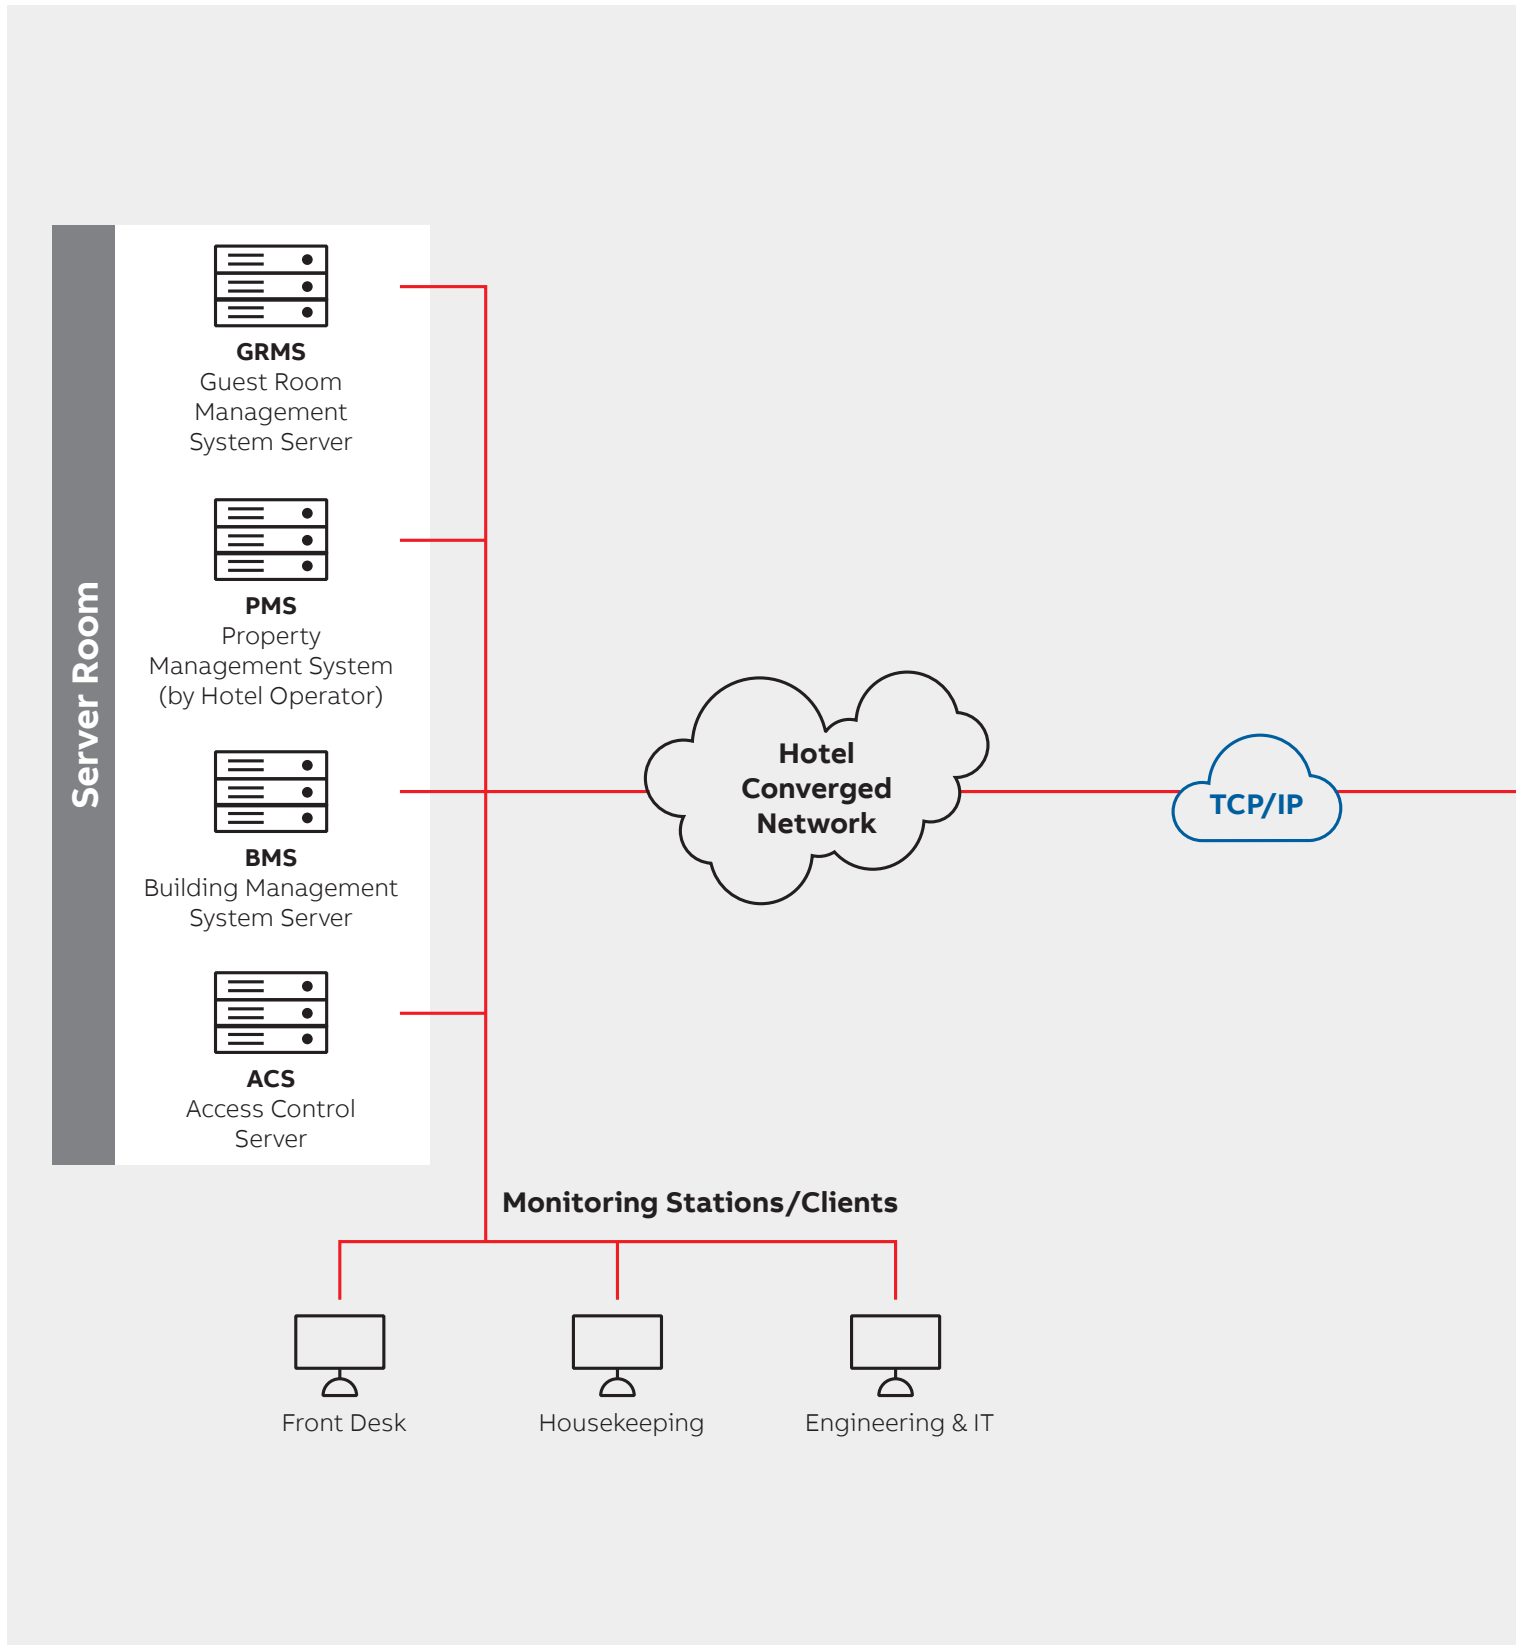 Server Room
GRMS
Guest Room
Management
System Server
PMS
Property
Management System
(by Hotel Operator)
BMS
Building Management
System Server
ACS
Access Control
Server
Hotel
Converged
Network
TCP/IP
Monitoring Stations/Clients
Front Desk
Housekeeping
Engineering & IT